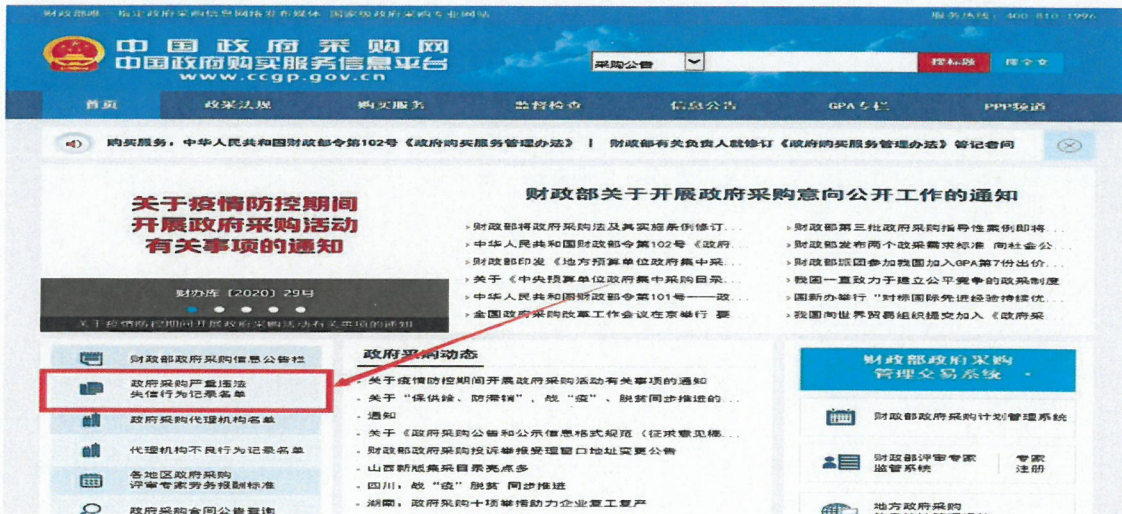 财政部唯一指定政府采购信息网络发布媒体 国家级政府采购专业网站
服务热线：400-810-1996
中国政府采购网
中国政府购买服务信息平台
www.ccgp.gov.cn
采购公告
搜标题
搜全文
首页
政采法规
购买服务
监督检查
信息公告
GPA专栏
PPP频道
购买服务，中华人民共和国财政部令第102号《政府购买服务管理办法》 | 财政部有关负责人就修订《政府购买服务管理办法》答记者问
关于疫情防控期间
开展政府采购活动
有关事项的通知
财办库〔2020〕29号
关于疫情防控期间开展政府采购活动有关事项的通知
财政部关于开展政府采购意向公开工作的通知
财政部将政府采购法及其实施条例修订...
中华人民共和国财政部令第102号《政府...
财政部印发《地方预算单位政府集中采...
关于《中央预算单位政府集中采购目录...
中华人民共和国财政部令第101号——政...
全国政府采购改革工作会议在京举行 要...
财政部第三批政府采购指导性案例即将...
财政部发布两个政采需求标准 向社会公...
财政部派团参加我国加入GPA第7份出价...
我国一直致力于建立公平竞争的政采制度
国新办举行“对标国际先进经验持续优...
我国向世界贸易组织提交加入《政府采...
财政部政府采购信息公告栏
政府采购严重违法
失信行为记录名单
政府采购代理机构名单
代理机构不良行为记录名单
各地区政府采购
评审专家劳务报酬标准
政府采购合同公告查询
政府采购动态
关于疫情防控期间开展政府采购活动有关事项的通知
关于“保供给、防滞销”，战“疫”、脱贫同步推进的...
通知
关于《政府采购公告和公示信息格式规范（征求意见稿...
财政部政府采购投诉举报受理窗口地址变更公告
山西新版集采目录亮点多
四川：战“疫”脱贫 同步推进
湖南：政府采购十项举措助力企业复工复产
财政部政府采购
管理交易系统
财政部政府采购计划管理系统
财政部评审专家
监管系统
专家
注册
地方政府采购